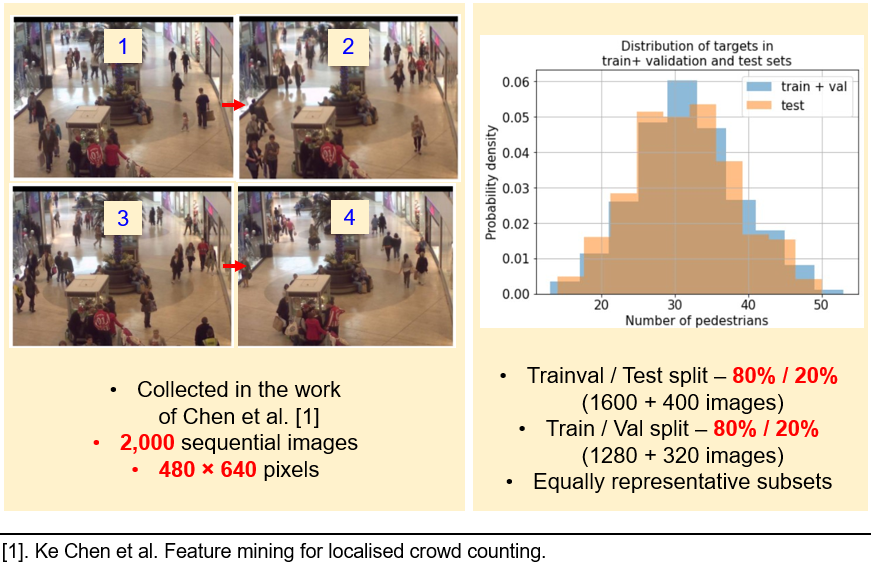 1
2
3
4
• Collected in the work
of Chen et al. [1]
• 2,000 sequential images
• 480 × 640 pixels
Distribution of targets in
train+ validation and test sets
train + val
test
Probability density
0.06
0.05
0.04
0.03
0.02
0.01
0.00
20
30
40
50
Number of pedestrians
• Trainval / Test split – 80% / 20%
(1600 + 400 images)
• Train / Val split – 80% / 20%
(1280 + 320 images)
• Equally representative subsets
[1]. Ke Chen et al. Feature mining for localised crowd counting.